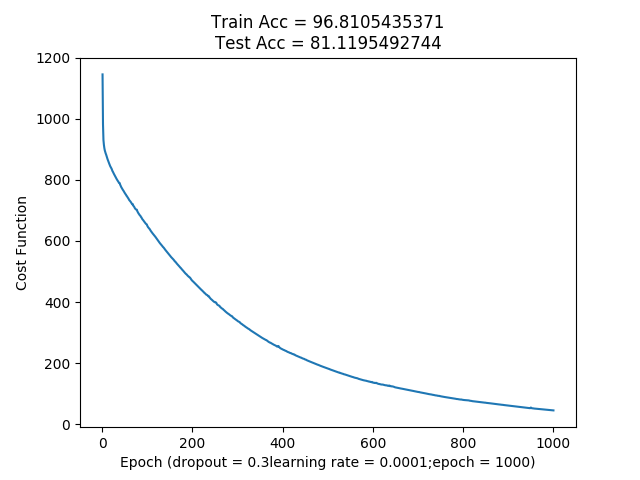 Train Acc = 96.8105435371
Test Acc = 81.1195492744
1200
1000
800
600
400
200
0
Cost Function
0 200 400 600 800 1000
Epoch (dropout = 0.3learning rate = 0.0001;epoch = 1000)